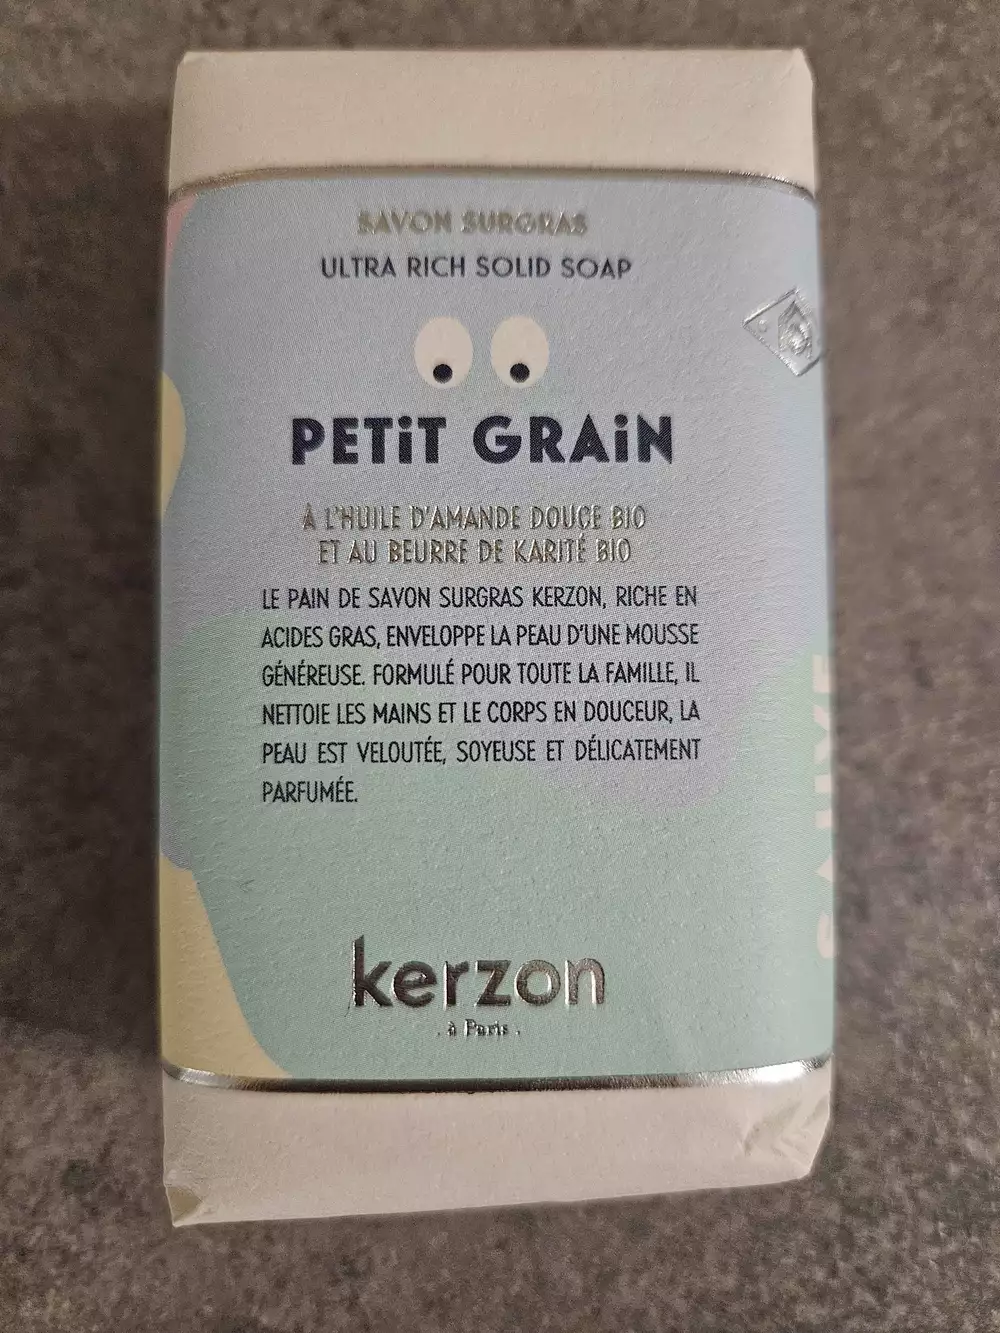 SAVON SURGRAS
ULTRA RICH SOLID SOAP
PETiT GRAiN
À L'HUILE D'AMANDE DOUCE BIO
ET AU BEURRE DE KARITÉ BIO
LE PAIN DE SAVON SURGRAS KERZON, RICHE EN
ACIDES GRAS, ENVELOPPE LA PEAU D'UNE MOUSSE
GÉNÉREUSE. FORMULÉ POUR TOUTE LA FAMILLE, IL
NETTOIE LES MAINS ET LE CORPS EN DOUCEUR, LA
PEAU EST VELOUTÉE, SOYEUSE ET DÉLICATEMENT
PARFUMÉE.
kerzon
. à Paris .